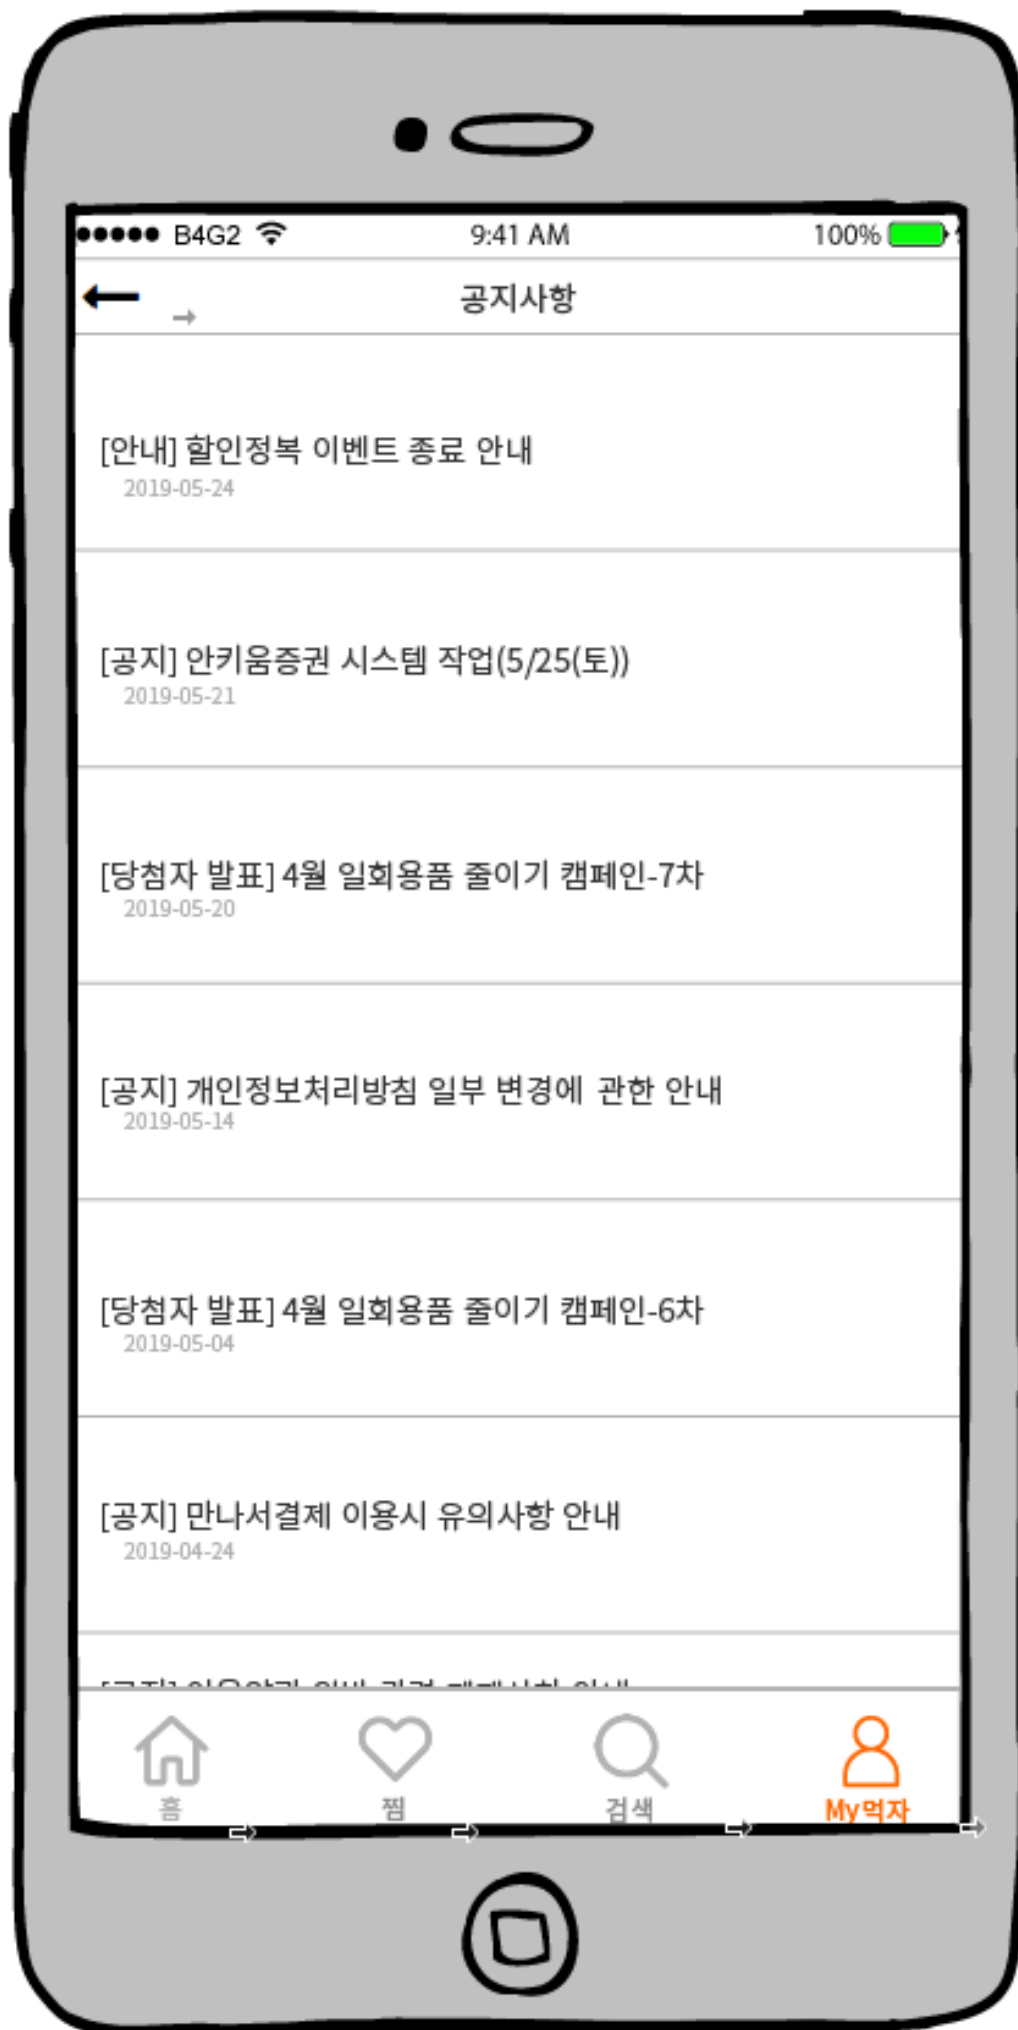 B4G2 9:41 AM 100%
공지사항
[안내] 할인정복 이벤트 종료 안내
2019-05-24
[공지] 안키움증권 시스템 작업(5/25(토))
2019-05-21
[당첨자 발표] 4월 일회용품 줄이기 캠페인-7차
2019-05-20
[공지] 개인정보처리방침 일부 변경에 관한 안내
2019-05-14
[당첨자 발표] 4월 일회용품 줄이기 캠페인-6차
2019-05-04
[공지] 만나서결제 이용시 유의사항 안내
2019-04-24
홈 찜 검색 My먹자